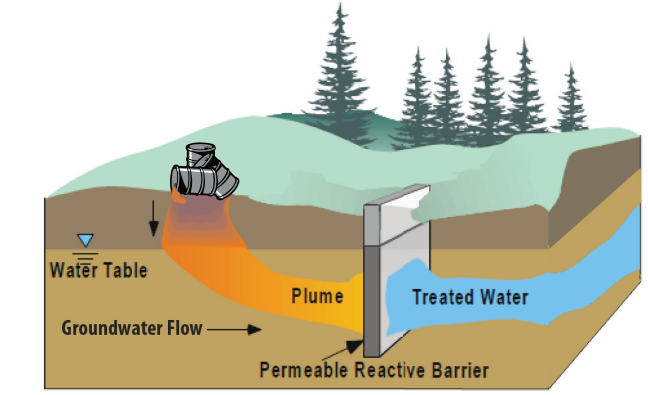 Water Table
Plume
Treated Water
Groundwater Flow
Permeable Reactive Barrier